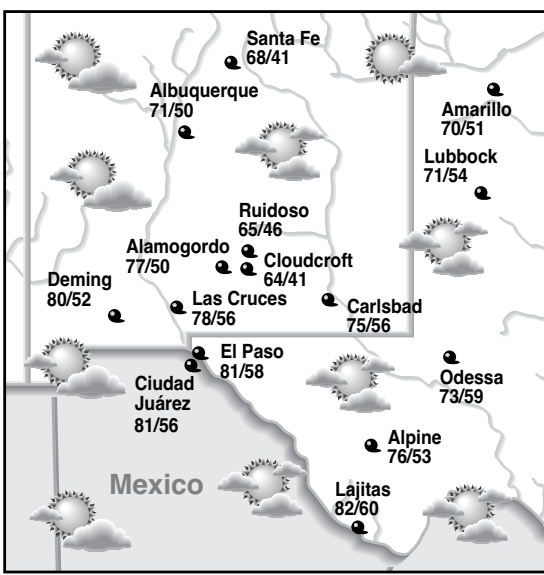 Santa Fe
68/41
Albuquerque
71/50
Amarillo
70/51
Lubbock
71/54
Ruidoso
65/46
Alamogordo
77/50
Cloudcroft
64/41
Deming
80/52
Las Cruces
78/56
Carlsbad
75/56
El Paso
81/58
Ciudad
Juárez
81/56
Odessa
73/59
Alpine
76/53
Mexico
Lajitas
82/60